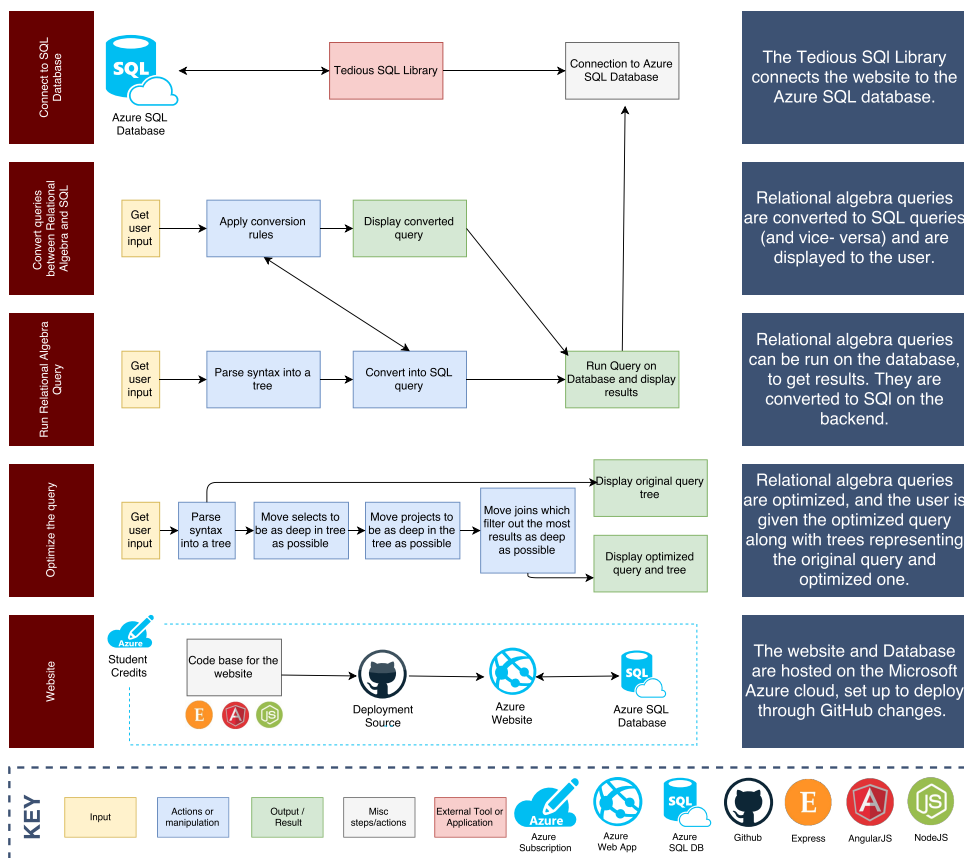 Connect to SQL
Database
SQL
Azure SQL
Database
Tedious SQL Library
Connection to Azure
SQL Database
The Tedious SQl Library
connects the website to the
Azure SQL database.
Convert queries
between Relational
Algebra and SQL
Get
user
input
Apply conversion
rules
Display converted
query
Relational algebra queries
are converted to SQL queries
(and vice- versa) and are
displayed to the user.
Run Relational Algebra
Query
Get
user
input
Parse syntax into a
tree
Convert into SQL
query
Run Query on
Database and display
results
Relational algebra queries
can be run on the database,
to get results. They are
converted to SQl on the
backend.
Optimize the query
Get
user
input
Parse
syntax
into a tree
Move selects to
be as deep in tree
as possible
Move projects to
be as deep in the
tree as possible
Move joins which
filter out the most
results as deep
as possible
Display original query
tree
Display optimized
query and tree
Relational algebra queries
are optimized, and the user is
given the optimized query
along with trees representing
the original query and
optimized one.
Website
Azure
Student
Credits
Code base for the
website
E
A
JS
Deployment
Source
Azure
Website
SQL
Azure SQL
Database
The website and Database
are hosted on the Microsoft
Azure cloud, set up to deploy
through GitHub changes.
KEY
Input
Actions or
manipulation
Output /
Result
Misc
steps/actions
External Tool or
Application
Azure
Azure
Subscription
Azure
Web App
SQL
Azure
SQL DB
Github
E
Express
A
AngularJS
JS
NodeJS